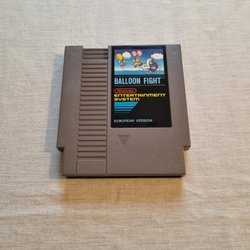 BALLOON FIGHT
Nintendo
ENTERTAINMENT
SYSTEM
EUROPEAN VERSION